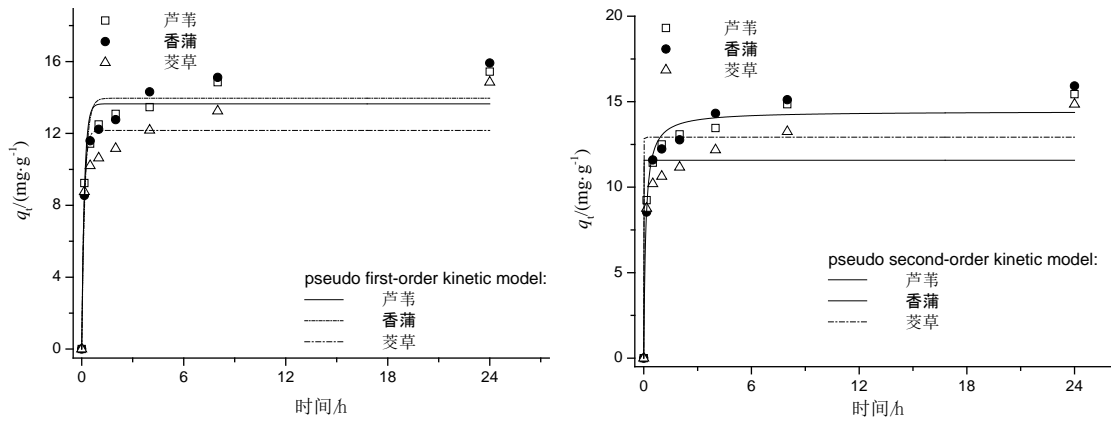 芦苇
香蒲
茭草
16
12
8
4
0
qt/(mg·g-1)
pseudo first-order kinetic model:
芦苇
香蒲
茭草
0 6 12 18 24
时间/h
20
芦苇
香蒲
茭草
15
10
5
0
qt/(mg·g-1)
pseudo second-order kinetic model:
芦苇
香蒲
茭草
0 6 12 18 24
时间/h